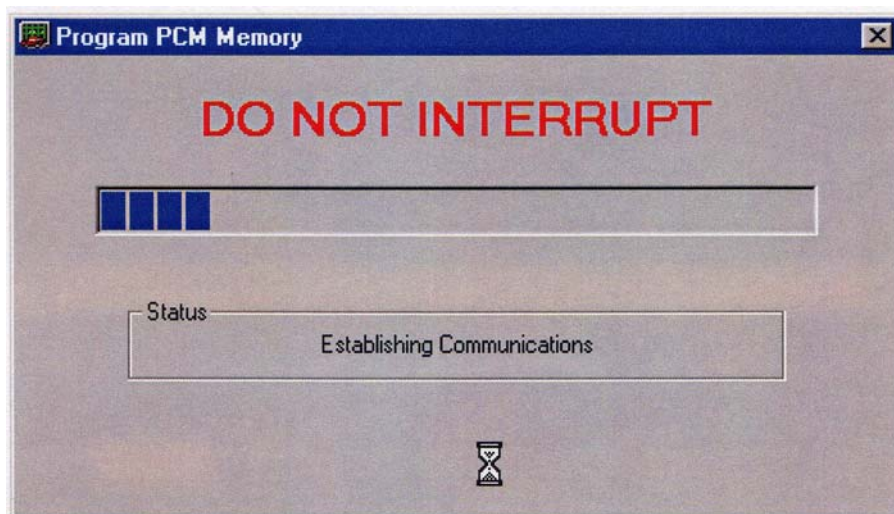 Program PCM Memory
DO NOT INTERRUPT
Status
Establishing Communications